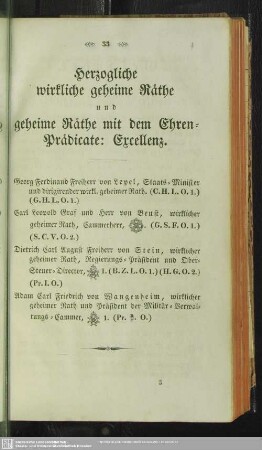 33
Herzogliche
wirkliche geheime Räthe
und
geheime Räthe mit dem Ehren-
Prädicate: Excellenz.
Georg Ferdinand Freiherr von Lepel, Staats-Minister
und dirigirender wirkl. geheimer Rath. (C. H. L. O. 1.)
(G. H. L. O. 1.)
Carl Leopold Graf und Herr von Beust, wirklicher
geheimer Rath, Cammerherr, (G. S. F. O. 1.)
(S. C. V. O. 2.)
Dietrich Carl August Freiherr von Stein, wirklicher
geheimer Rath, Regierungs-Präsident und Ober-
Steuer-Director, 1. (B. Z. L. O. 1.) (H. G. O. 2.)
(Pr. I. O.)
Adam Carl Friedrich von Wangenheim, wirklicher
geheimer Rath und Präsident der Militär-Verwal-
tungs-Cammer, 1. (Pr. O.)
3